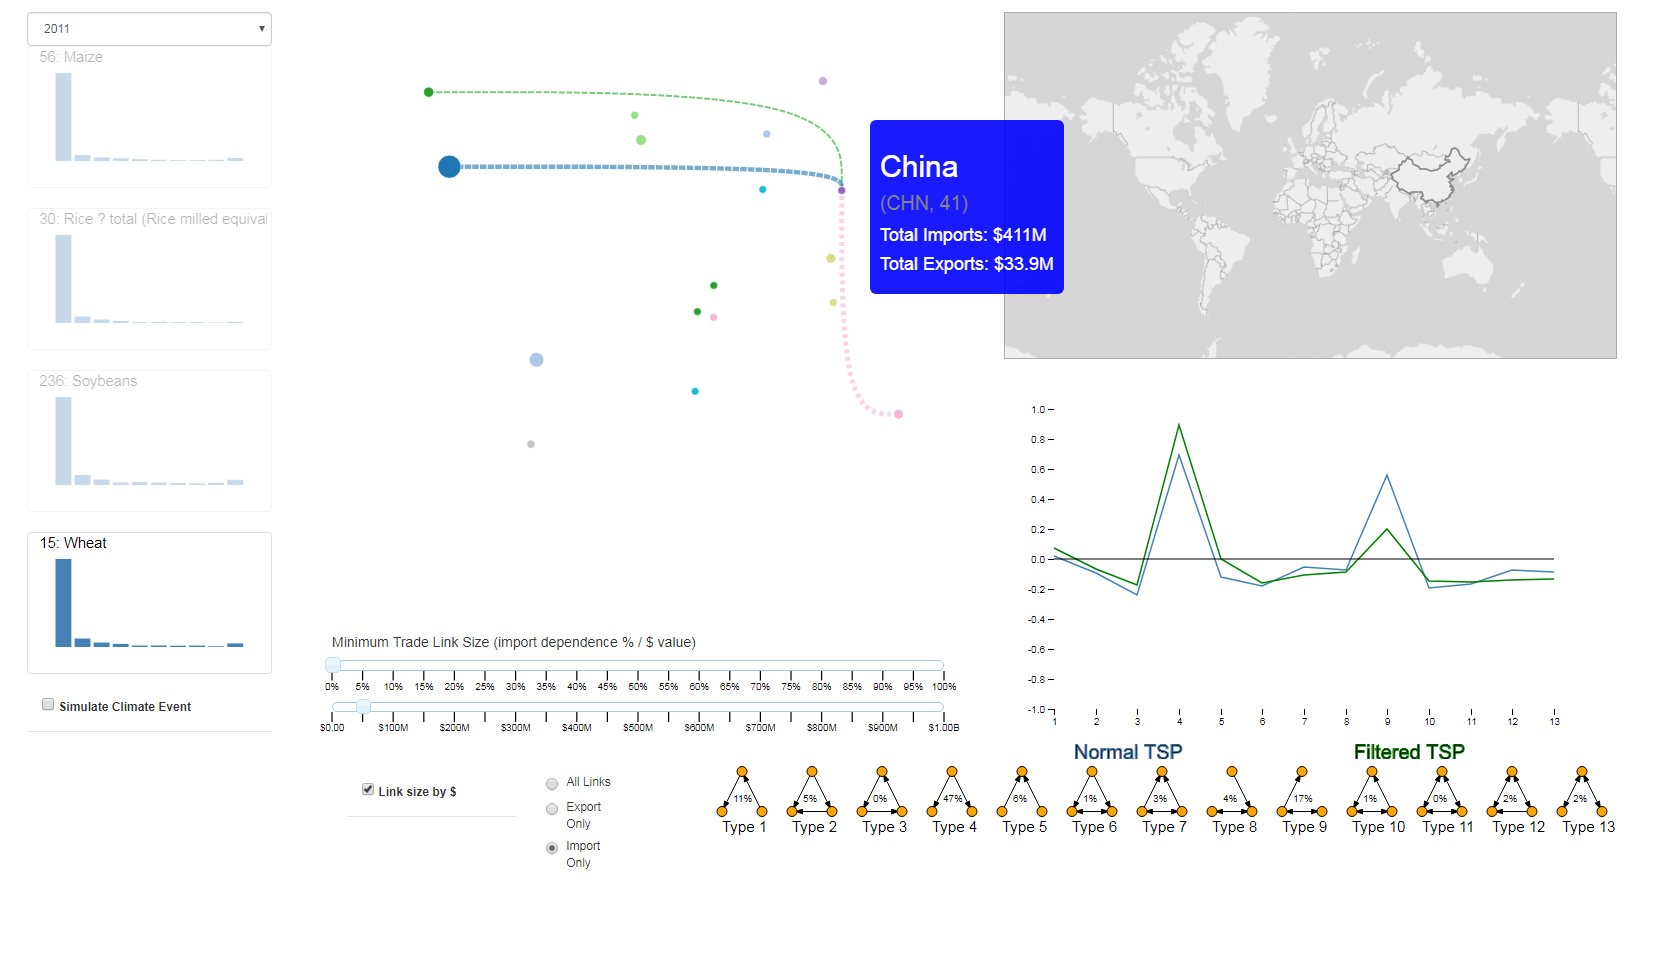 2011
56: Maize
30: Rice ? total (Rice milled equival
236: Soybeans
15: Wheat
Simulate Climate Event
China
(CHN, 41)
Total Imports: $411M
Total Exports: $33.9M
Minimum Trade Link Size (import dependence % / $ value)
0% 5% 10% 15% 20% 25% 30% 35% 40% 45% 50% 55% 60% 65% 70% 75% 80% 85% 90% 95% 100%
$0.00 $100M $200M $300M $400M $500M $600M $700M $800M $900M $1.00B
Link size by $
All Links
Export
Only
Import
Only
1.0
0.8
0.6
0.4
0.2
0.0
-0.2
-0.4
-0.6
-0.8
-1.0
1 2 3 4 5 6 7 8 9 10 11 12 13
Normal TSP Filtered TSP
11% 5% 0% 47% 6% 1% 3% 4% 17% 1% 0% 2% 2%
Type 1 Type 2 Type 3 Type 4 Type 5 Type 6 Type 7 Type 8 Type 9 Type 10 Type 11 Type 12 Type 13